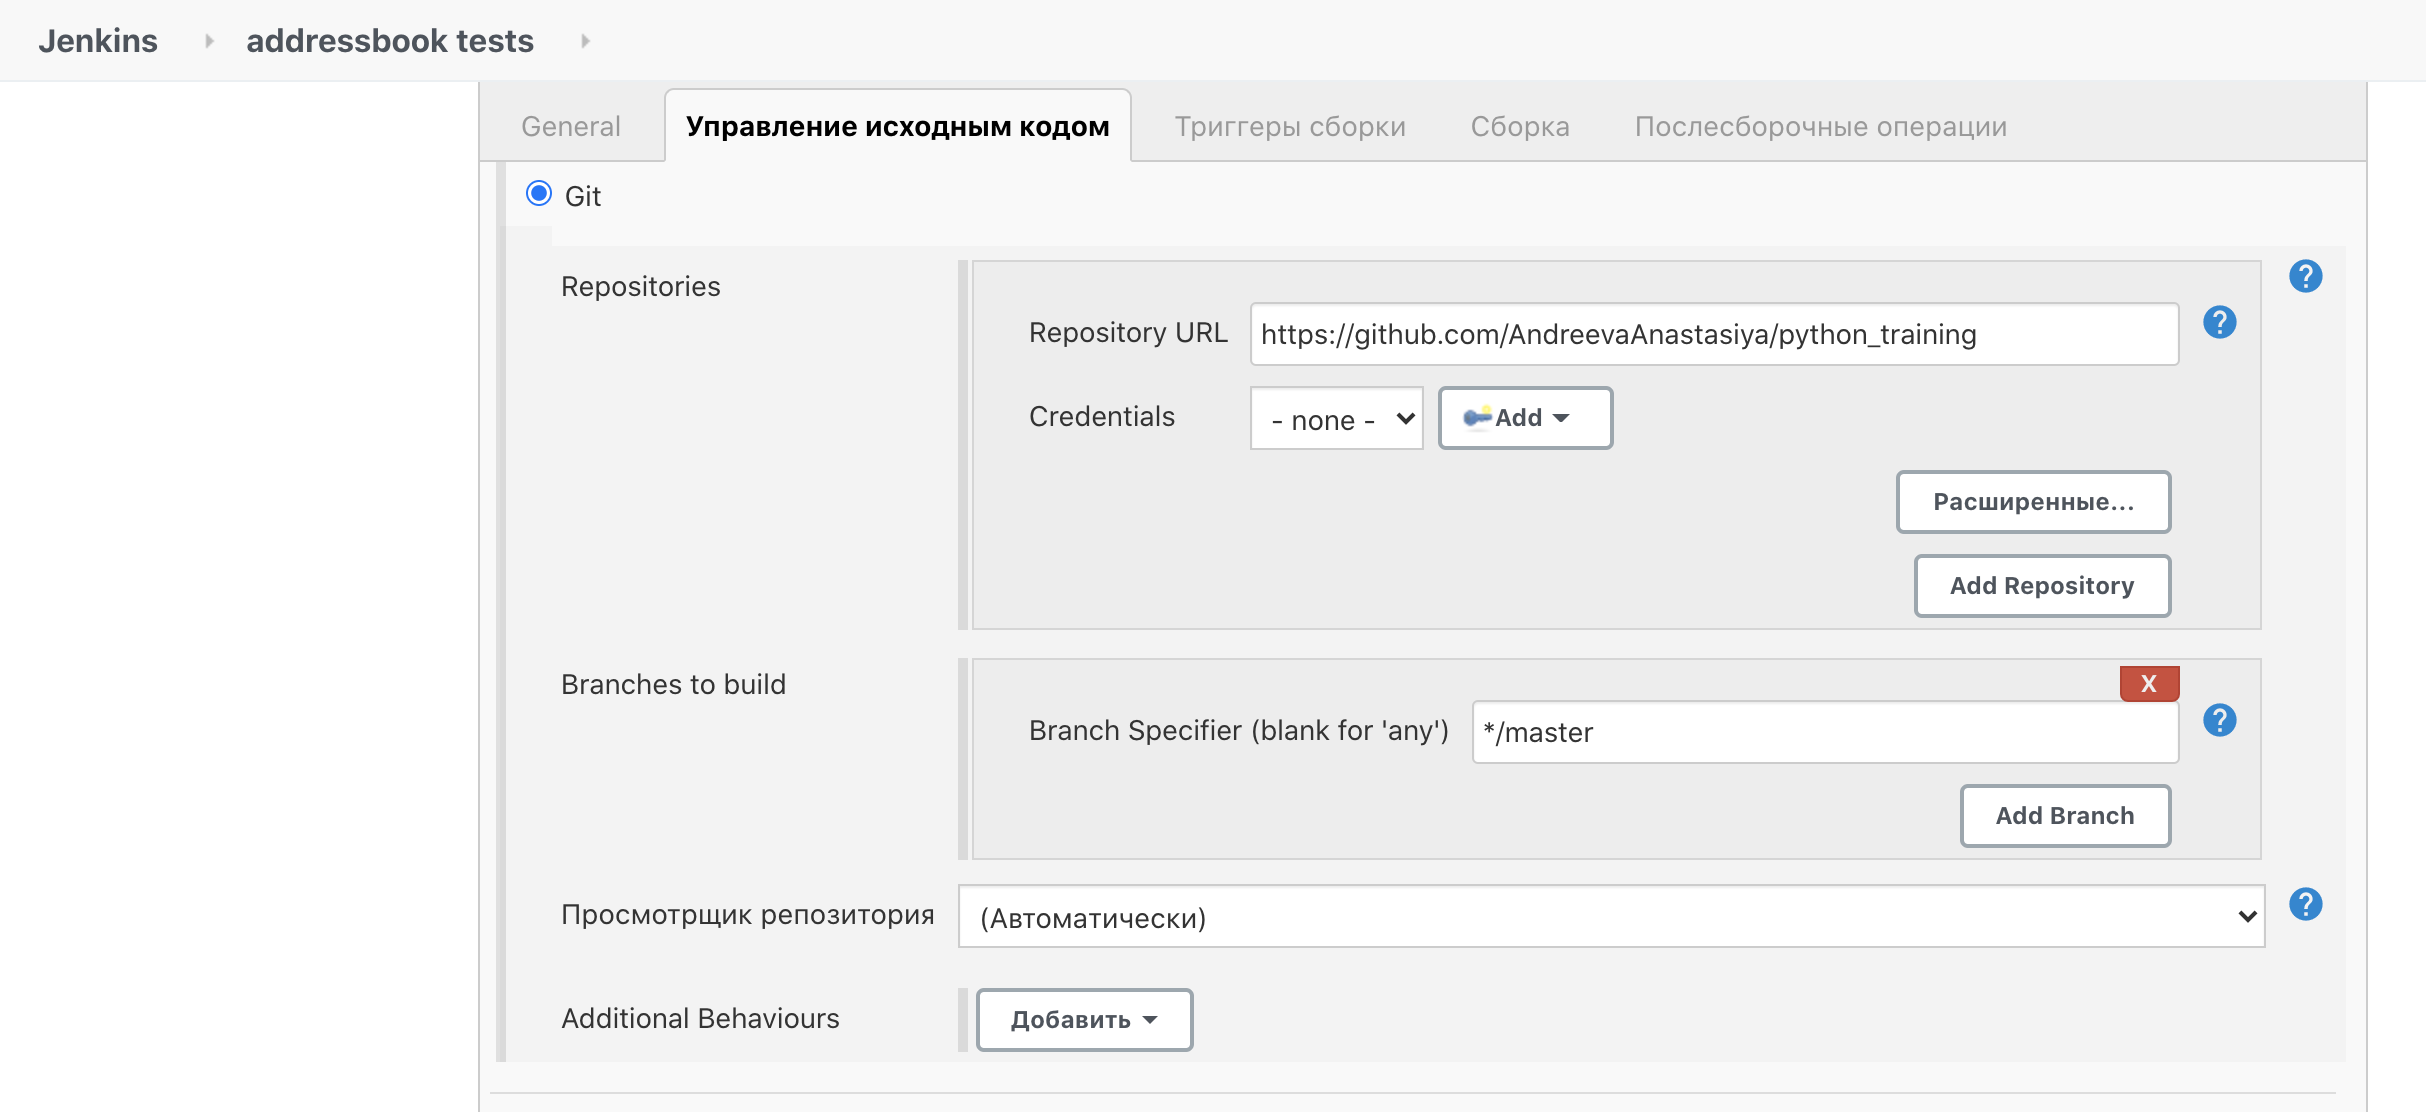 Jenkins addressbook tests
General Управление исходным кодом Триггеры сборки Сборка Послесборочные операции
Git
Repositories
?
Repository URL https://github.com/AndreevaAnastasiya/python_training ?
Credentials - none - Add
Расширенные...
Add Repository
Branches to build
X
Branch Specifier (blank for 'any') */master ?
Add Branch
Просмотрщик репозитория (Автоматически) ?
Additional Behaviours Добавить